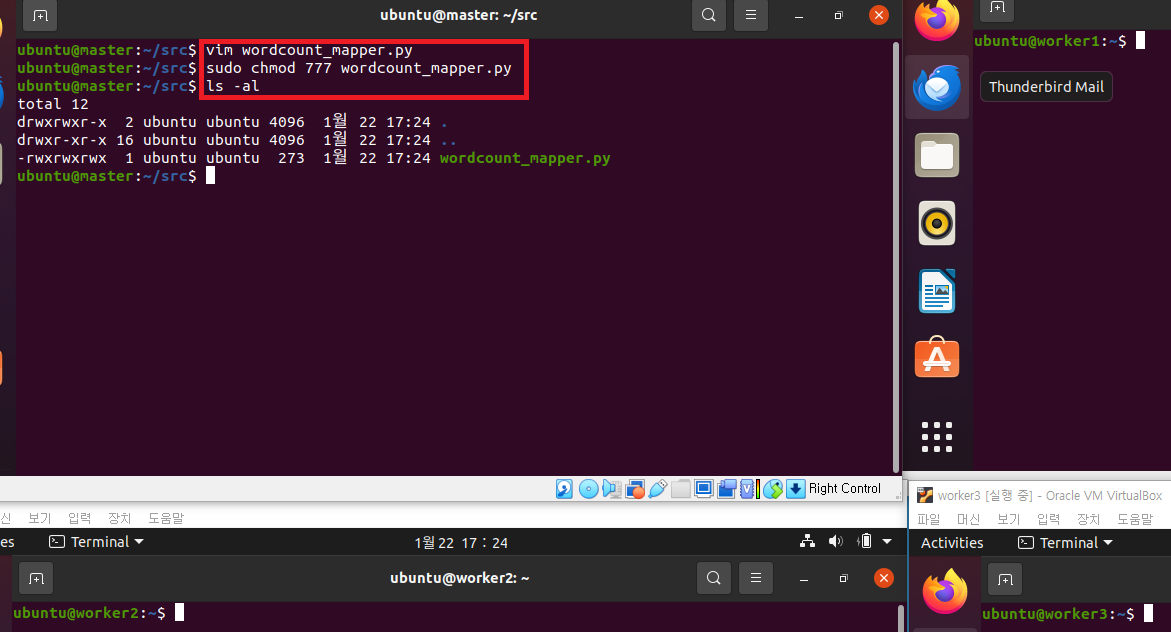 ubuntu@master: ~/src
ubuntu@master:~/src$ vim wordcount_mapper.py
ubuntu@master:~/src$ sudo chmod 777 wordcount_mapper.py
ubuntu@master:~/src$ ls -al
total 12
drwxrwxr-x  2 ubuntu ubuntu 4096  1월 22 17:24 .
drwxr-xr-x 16 ubuntu ubuntu 4096  1월 22 17:24 ..
-rwxrwxrwx  1 ubuntu ubuntu  273  1월 22 17:24 wordcount_mapper.py
ubuntu@master:~/src$
ubuntu@worker1:~$
Thunderbird Mail
Right Control
신 보기 입력 장치 도움말
es Terminal 1월 22 17 : 24
ubuntu@worker2: ~
ubuntu@worker2:~$
worker3 [실행 중] - Oracle VM VirtualBox
파일 머신 보기 입력 장치 도움말
Activities Terminal
ubuntu@worker3:~$